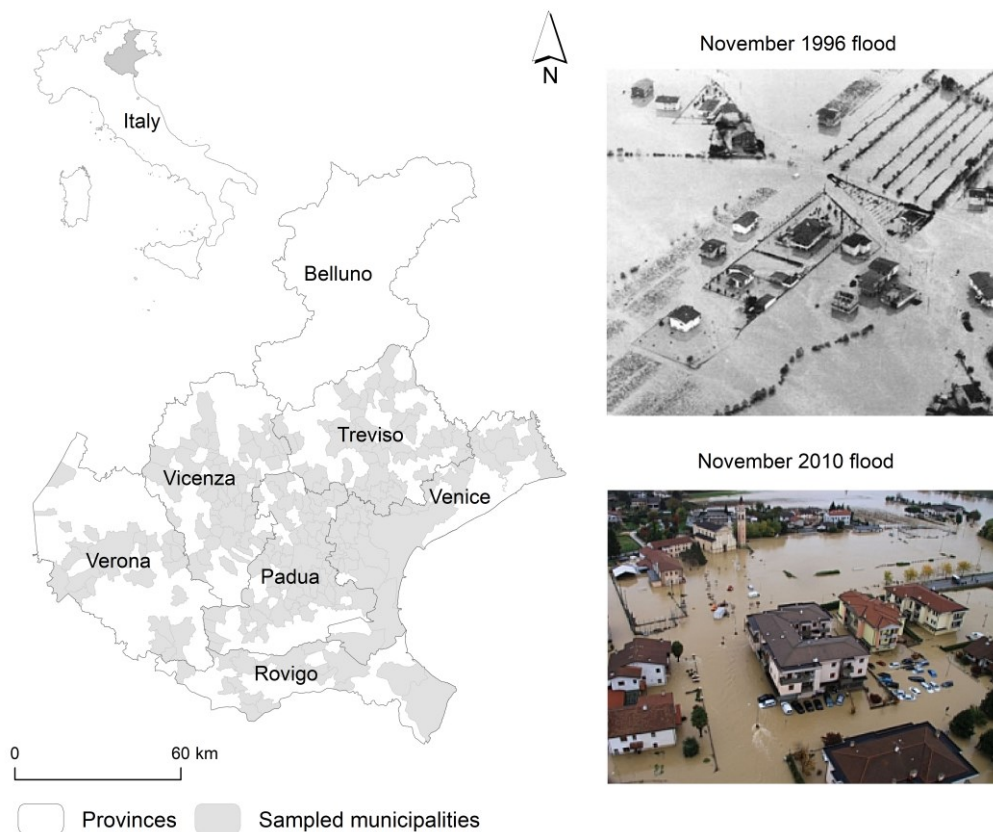 N
Italy
Belluno
Treviso
Vicenza
Venice
Verona
Padua
Rovigo
0 60 km
Provinces Sampled municipalities
November 1996 flood
November 2010 flood